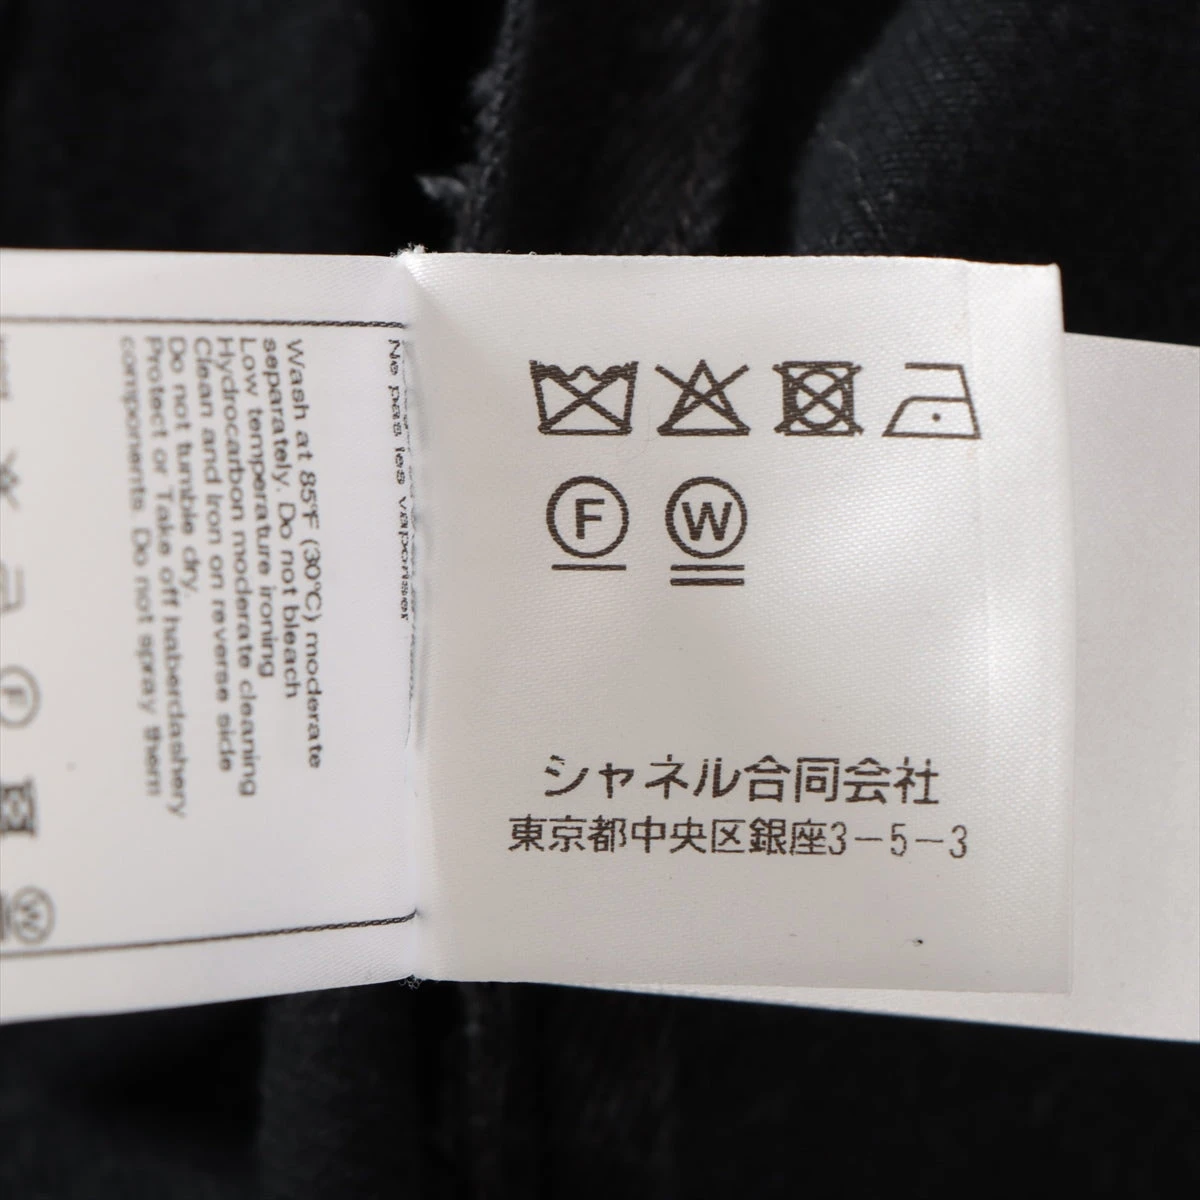 Ne pas les vaporiser
Wash at 85°F (30°C) moderate
separately. Do not bleach
Low temperature ironing
Hydrocarbon moderate cleaning
Clean and Iron on reverse side
Do not tumble dry.
Protect or Take off haberdashery
components. Do not spray them
F
W
F
W
シャネル合同会社
東京都中央区銀座3-5-3